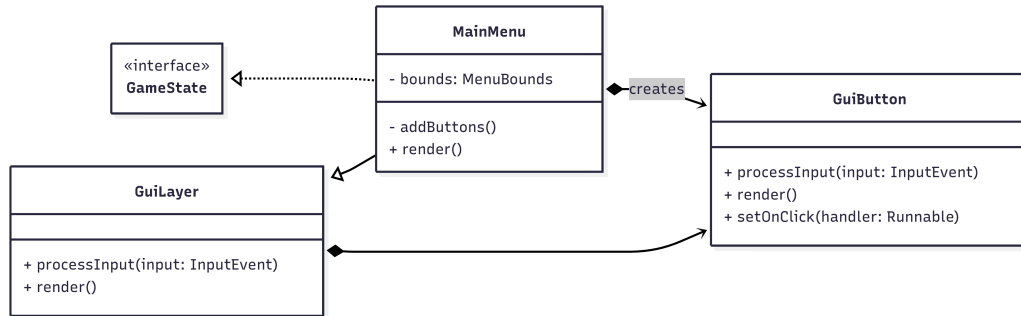 «interface»
GameState
MainMenu
- bounds: MenuBounds
- addButtons()
+ render()
creates
GuiButton
+ processInput(input: InputEvent)
+ render()
+ setOnClick(handler: Runnable)
GuiLayer
+ processInput(input: InputEvent)
+ render()